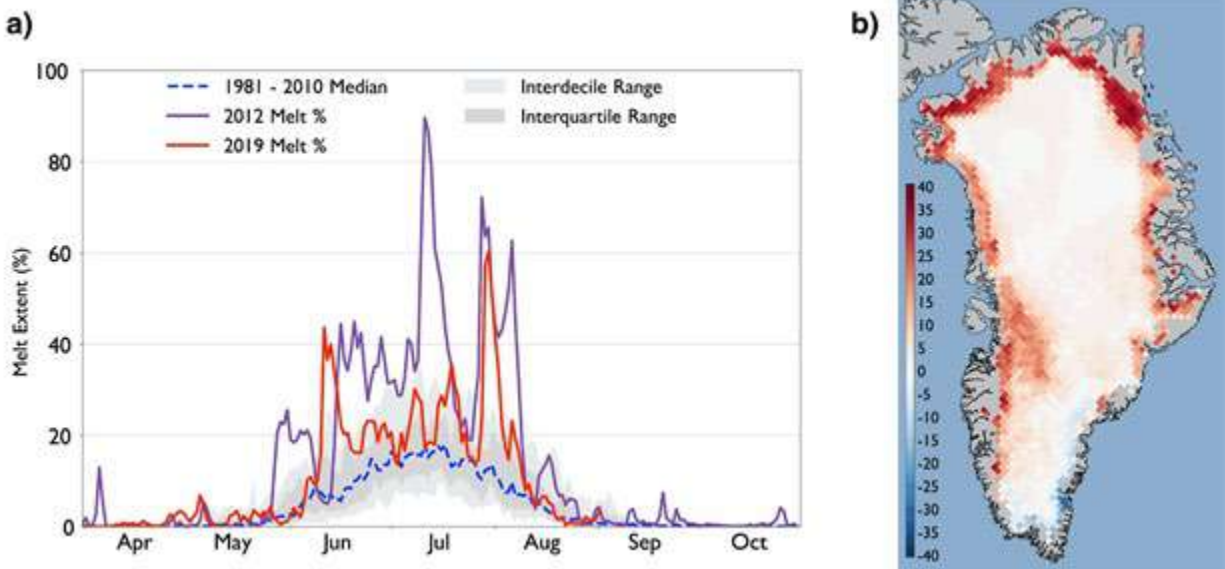 a)
b)
100
80
60
40
20
0
Melt Extent (%)
1981 - 2010 Median
2012 Melt %
2019 Melt %
Interdecile Range
Interquartile Range
Apr
May
Jun
Jul
Aug
Sep
Oct
40
35
30
25
20
15
10
5
0
-5
-10
-15
-20
-25
-30
-35
-40